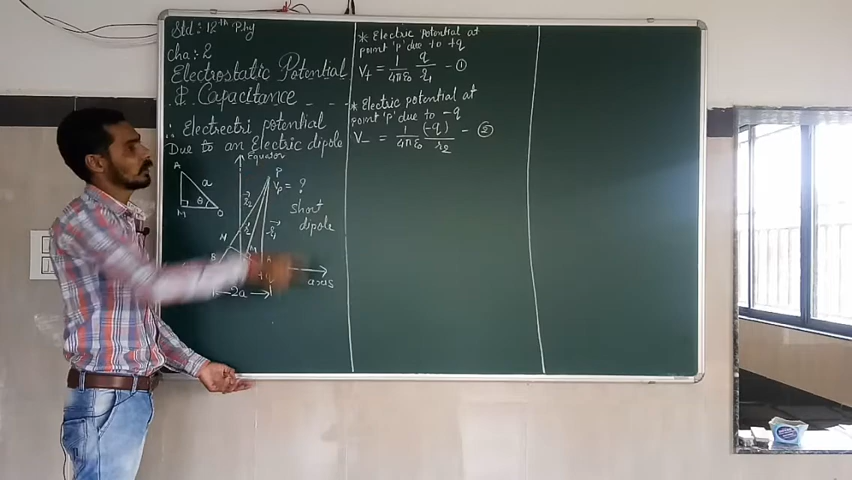 Std:- 12th Phy
cha:- 2
Electrostatic Potential
& Capacitance
∴ Electectri potential
Due to an Electric dipole
Equator
A
a
θ
M
O
P
Vp = ?
short
dipole
r₂
r
r₁
N
B
M
A
+q
axis
2a
* Electric potential at
point 'p' due to +q
V₊ = 1/4πε₀ q/r₁ - ①
* Electric potential at
point 'p' due to -q
V₋ = 1/4πε₀ (-q)/r₂ - ②